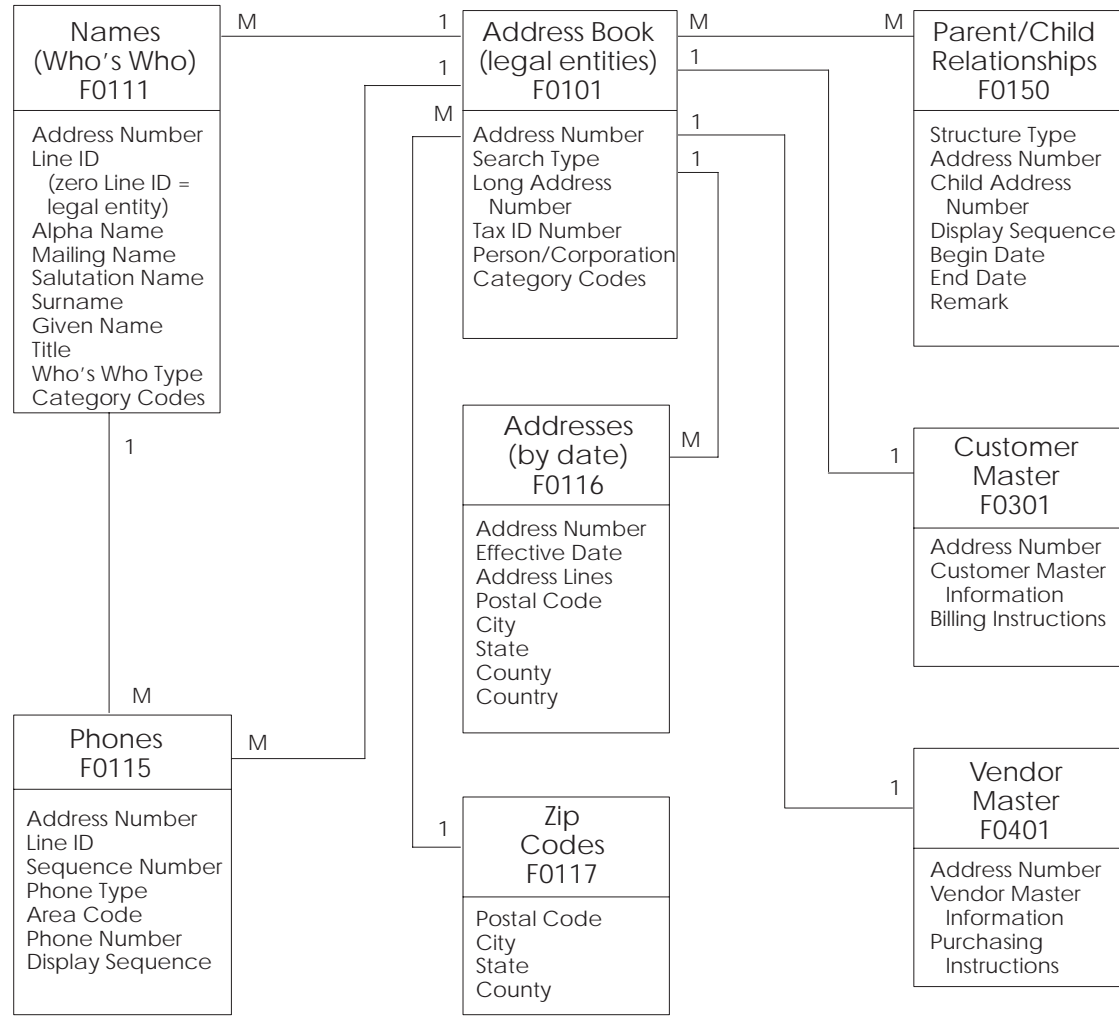 Names
(Who's Who)
F0111
Address Number
Line ID
(zero Line ID =
legal entity)
Alpha Name
Mailing Name
Salutation Name
Surname
Given Name
Title
Who's Who Type
Category Codes
M
1
Address Book
(legal entities)
F0101
Address Number
Search Type
Long Address
Number
Tax ID Number
Person/Corporation
Category Codes
M
M
Parent/Child
Relationships
F0150
Structure Type
Address Number
Child Address
Number
Display Sequence
Begin Date
End Date
Remark
1
M
1
1
1
Addresses
(by date)
F0116
Address Number
Effective Date
Address Lines
Postal Code
City
State
County
Country
M
1
Customer
Master
F0301
Address Number
Customer Master
Information
Billing Instructions
1
M
Phones
F0115
Address Number
Line ID
Sequence Number
Phone Type
Area Code
Phone Number
Display Sequence
M
1
Zip
Codes
F0117
Postal Code
City
State
County
1
Vendor
Master
F0401
Address Number
Vendor Master
Information
Purchasing
Instructions